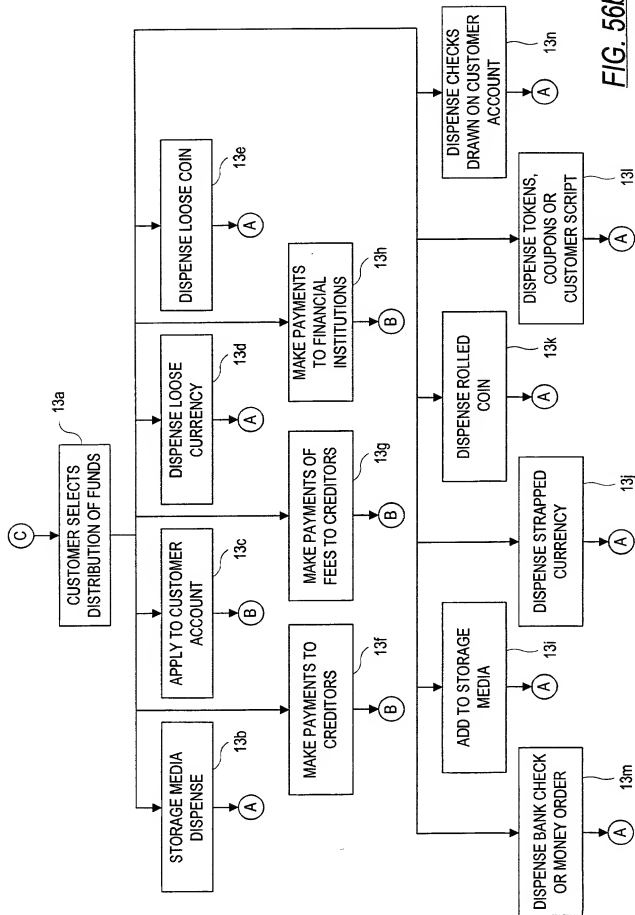 C
13a
CUSTOMER SELECTS
DISTRIBUTION OF FUNDS
STORAGE MEDIA
DISPENSE
13b
A
APPLY TO CUSTOMER
ACCOUNT
13c
B
DISPENSE LOOSE
CURRENCY
13d
A
DISPENSE LOOSE COIN
13e
A
MAKE PAYMENTS TO
CREDITORS
13f
B
MAKE PAYMENTS OF
FEES TO CREDITORS
13g
B
MAKE PAYMENTS
TO FINANCIAL
INSTITUTIONS
13h
B
DISPENSE BANK CHECK
OR MONEY ORDER
13m
A
ADD TO STORAGE
MEDIA
13i
A
DISPENSE STRAPPED
CURRENCY
13j
A
DISPENSE ROLLED
COIN
13k
A
DISPENSE TOKENS,
COUPONS OR
CUSTOMER SCRIPT
13l
A
DISPENSE CHECKS
DRAWN ON CUSTOMER
ACCOUNT
13n
A
FIG. 56b